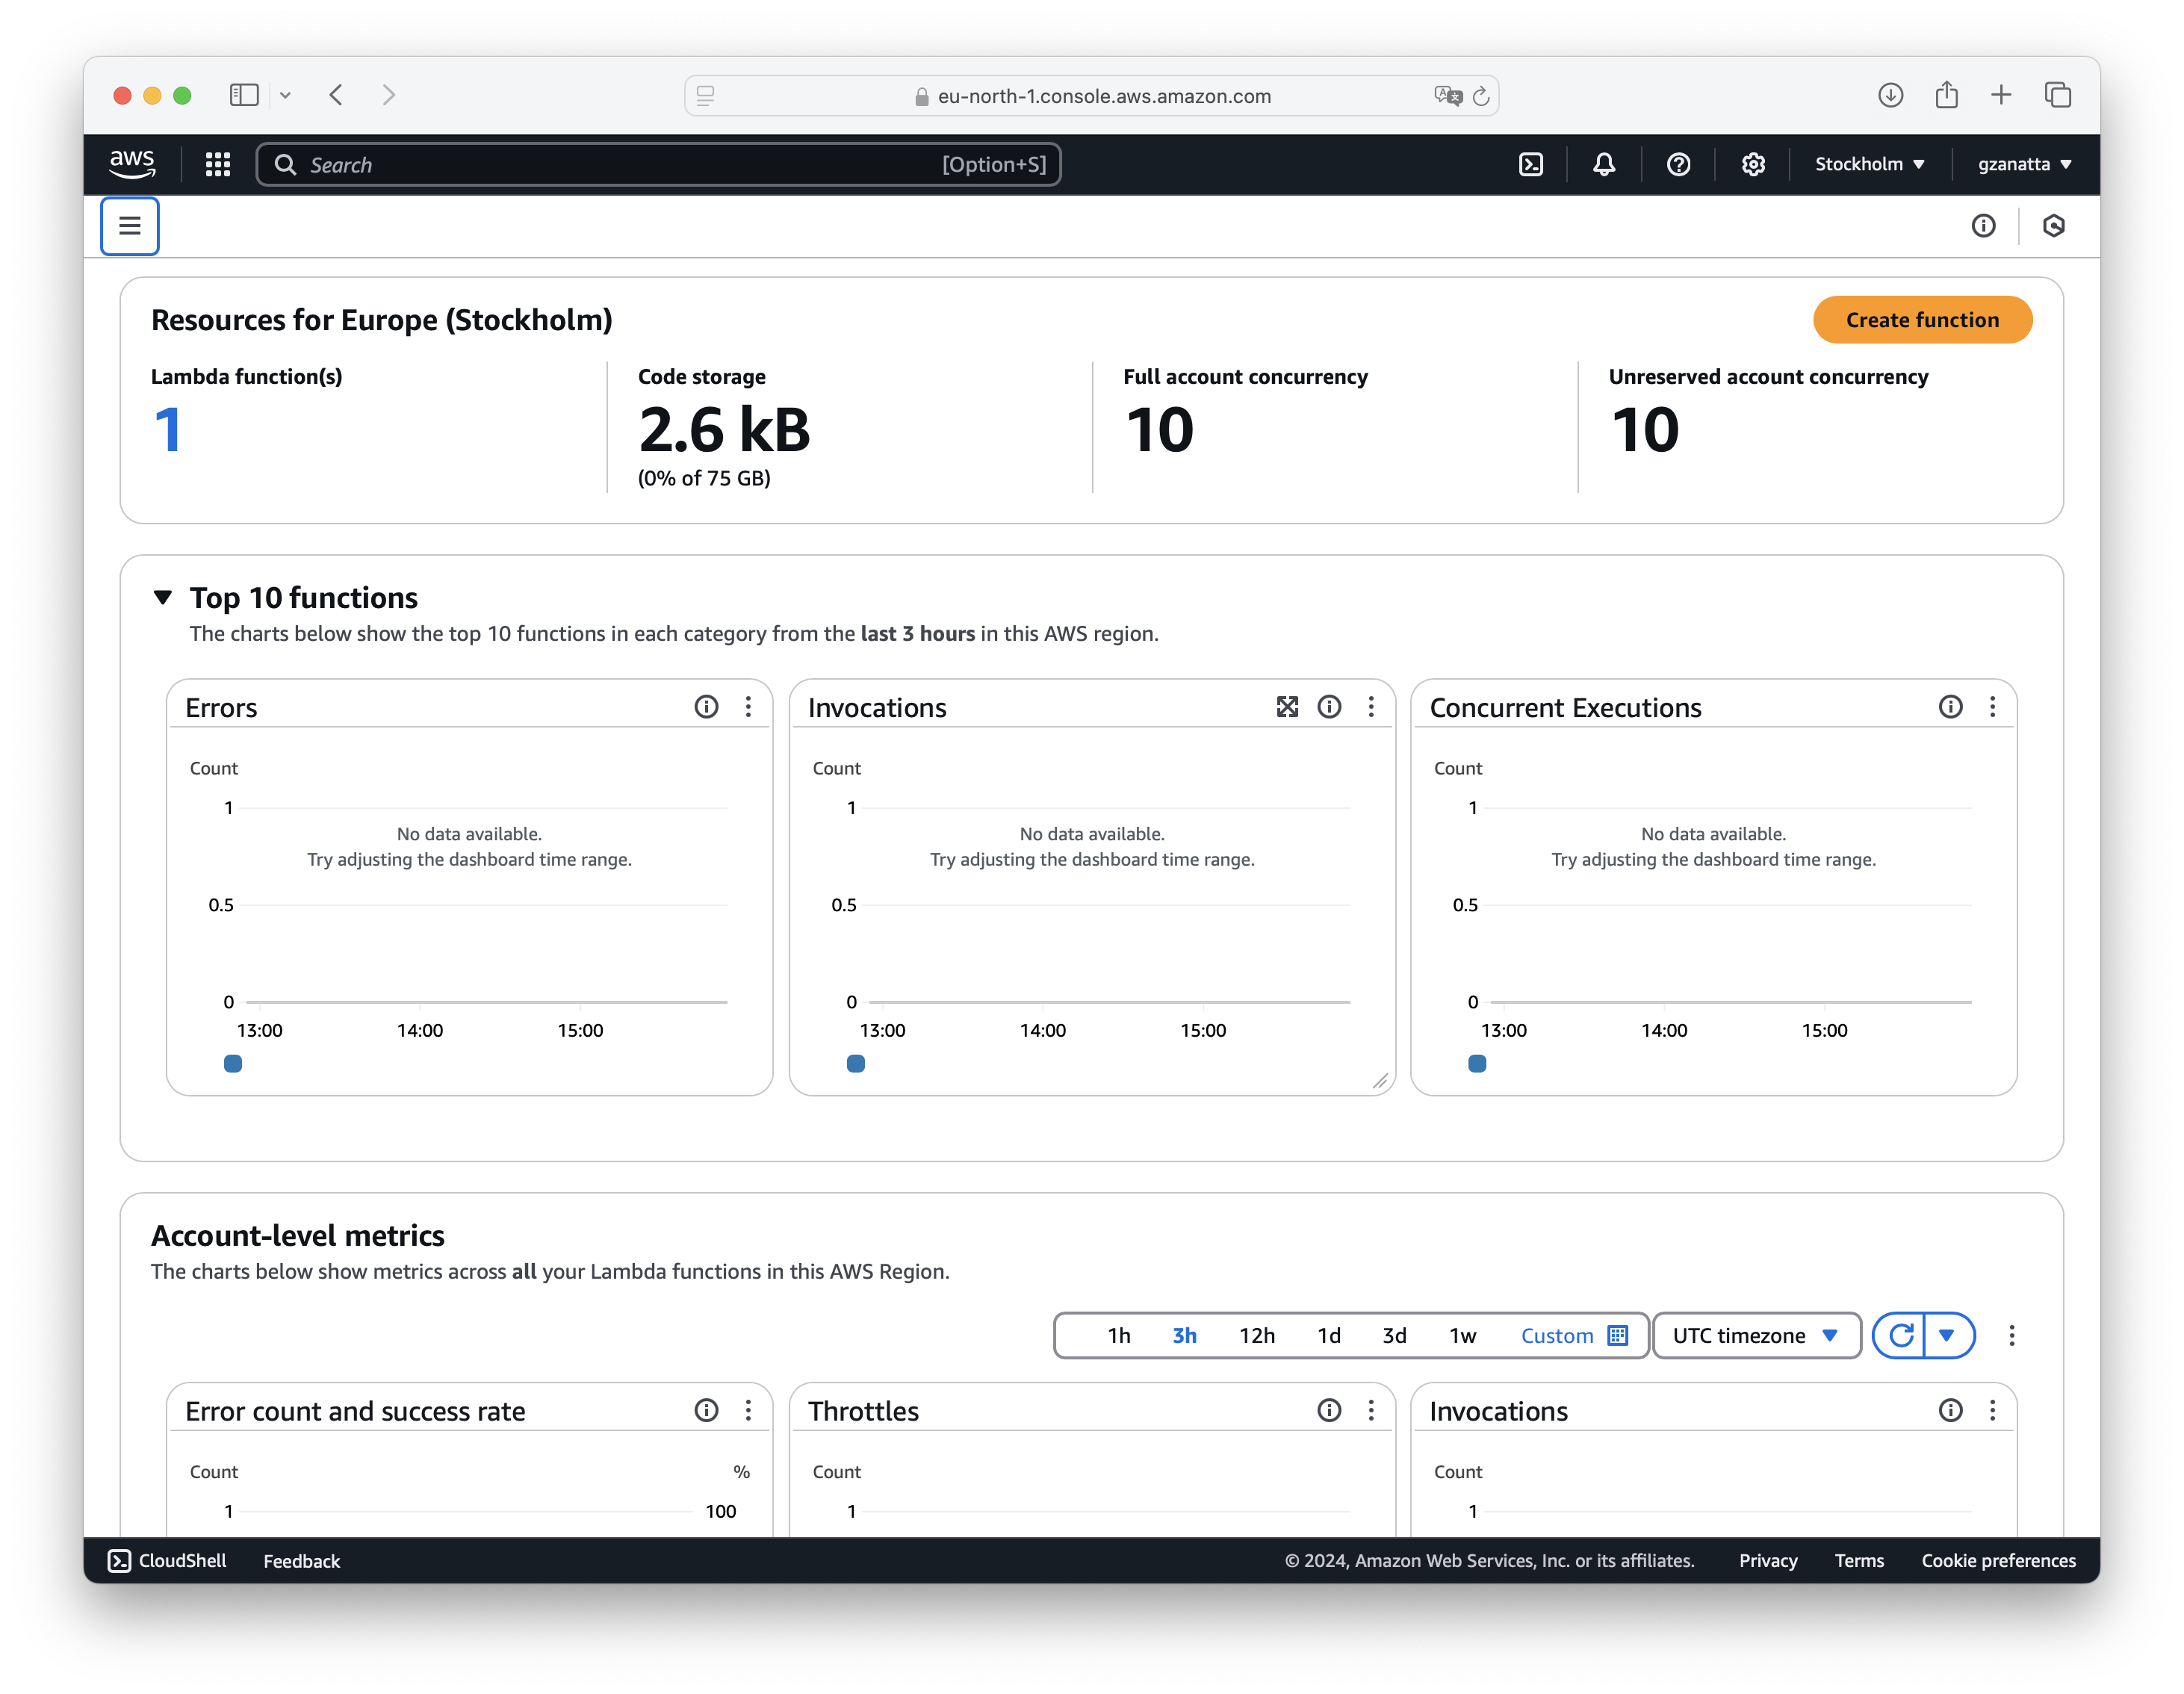 eu-north-1.console.aws.amazon.com
aws
Search
[Option+S]
Stockholm
gzanatta
Resources for Europe (Stockholm)
Create function
Lambda function(s)
1
Code storage
2.6 kB
(0% of 75 GB)
Full account concurrency
10
Unreserved account concurrency
10
Top 10 functions
The charts below show the top 10 functions in each category from the last 3 hours in this AWS region.
Errors
Count
1
No data available.
Try adjusting the dashboard time range.
0.5
0
13:00 14:00 15:00
Invocations
Count
1
No data available.
Try adjusting the dashboard time range.
0.5
0
13:00 14:00 15:00
Concurrent Executions
Count
1
No data available.
Try adjusting the dashboard time range.
0.5
0
13:00 14:00 15:00
Account-level metrics
The charts below show metrics across all your Lambda functions in this AWS Region.
1h 3h 12h 1d 3d 1w Custom
UTC timezone
Error count and success rate
Count %
1 100
Throttles
Count
1
Invocations
Count
1
CloudShell
Feedback
© 2024, Amazon Web Services, Inc. or its affiliates.
Privacy
Terms
Cookie preferences